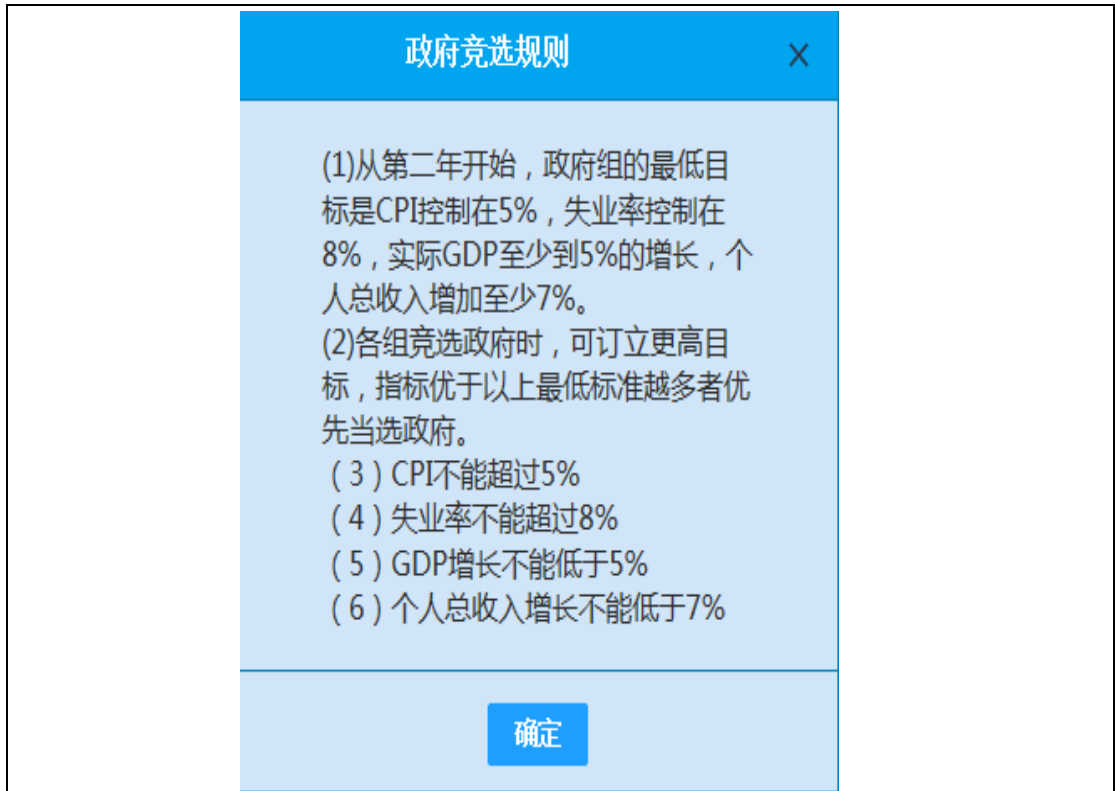 政府竞选规则
(1)从第二年开始，政府组的最低目
标是CPI控制在5%，失业率控制在
8%，实际GDP至少到5%的增长，个
人总收入增加至少7%。
(2)各组竞选政府时，可订立更高目
标，指标优于以上最低标准越多者优
先当选政府。
（3）CPI不能超过5%
（4）失业率不能超过8%
（5）GDP增长不能低于5%
（6）个人总收入增长不能低于7%
确定